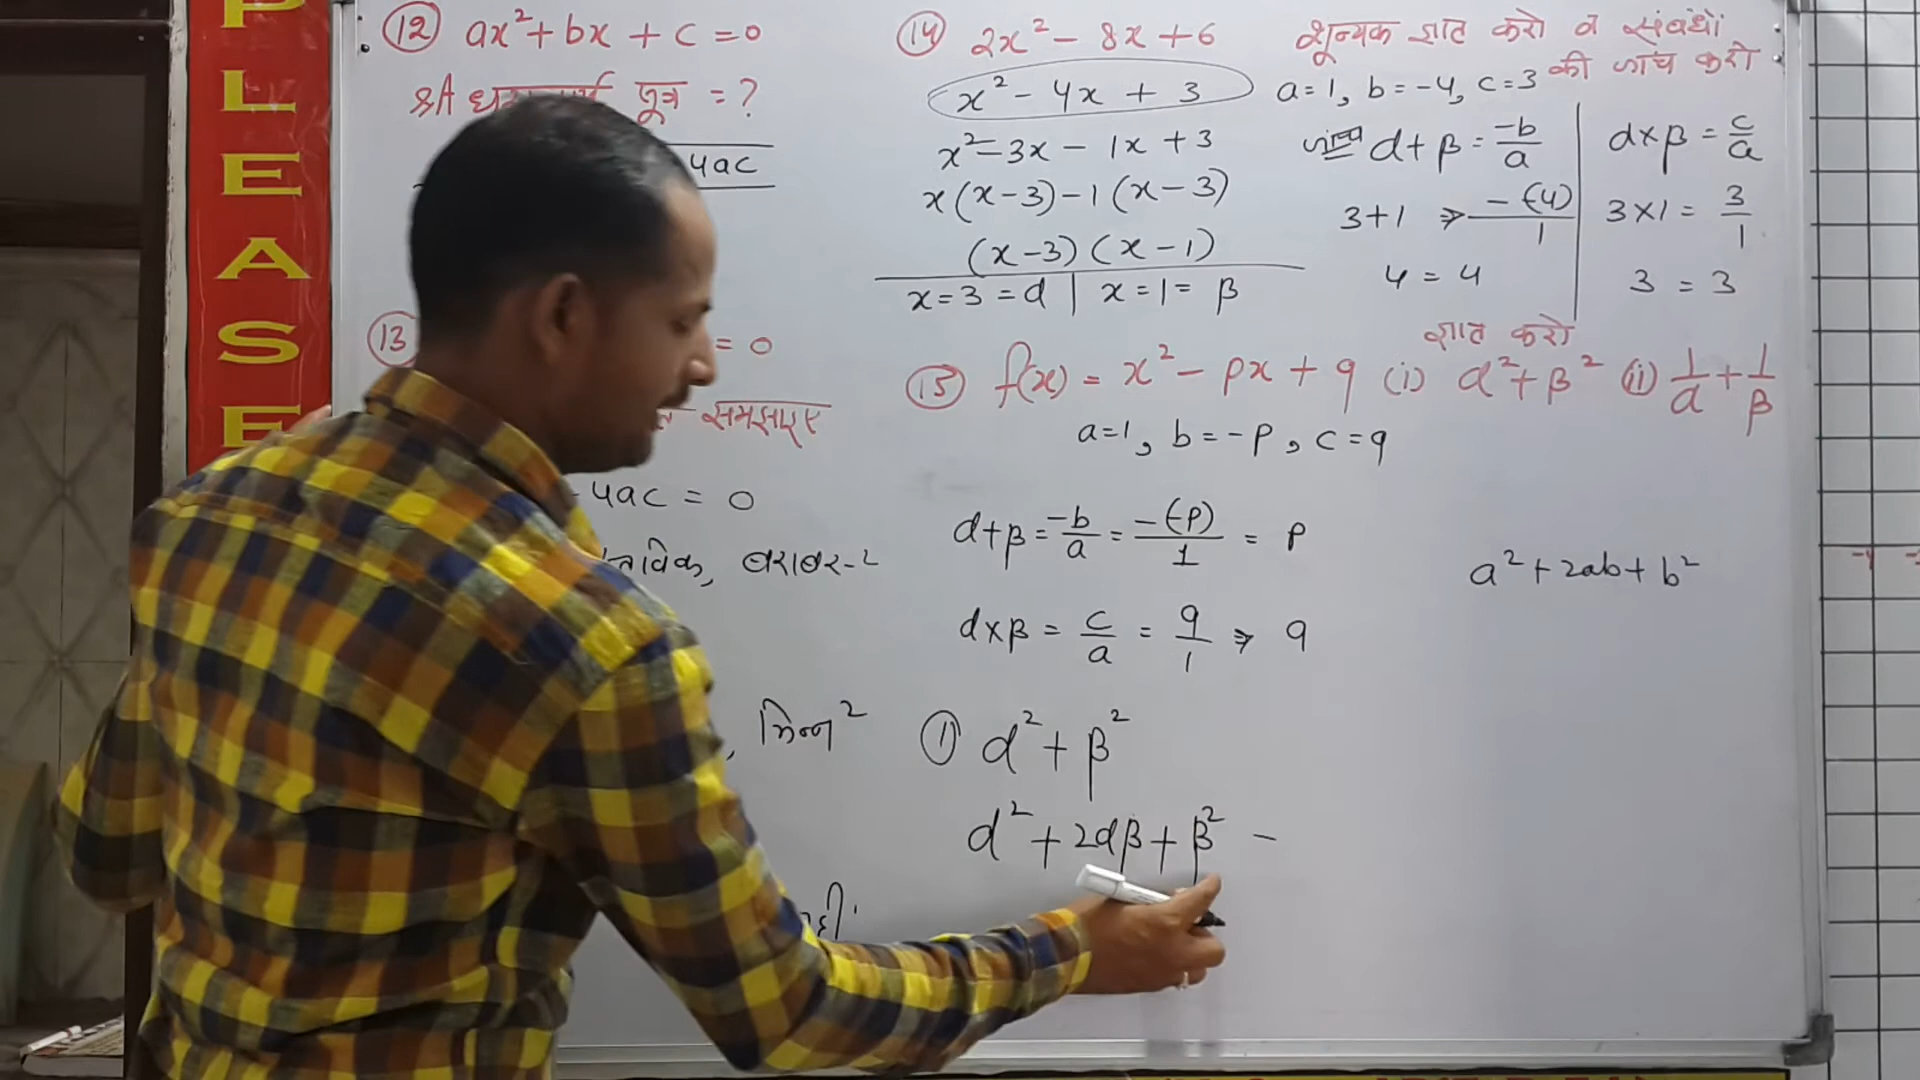 PLEASE
⑫ ax²+bx+c=0
पूत्र = ?
4ac
⑬ = 0
4ac = 0
बराबर-2
भिन्न²
⑭ 2x²-8x+6 शून्यक ज्ञात करो व संबंधों की जांच करो
x²-4x+3 a=1, b=-4, c=3
x²-3x-1x+3
x(x-3)-1(x-3)
(x-3)(x-1)
x=3=α | x=1=β
जांच α+β = -b/a
3+1 ⇒ -(-4)/1
4 = 4
α×β = c/a
3×1 = 3/1
3 = 3
ज्ञात करो
⑮ f(x) = x²-px+q (i) α²+β² (ii) 1/α+1/β
a=1, b=-p, c=q
α+β = -b/a = -(-p)/1 = p
α×β = c/a = q/1 ⇒ q
a²+2ab+b²
① α²+β²
α²+2αβ+β² -